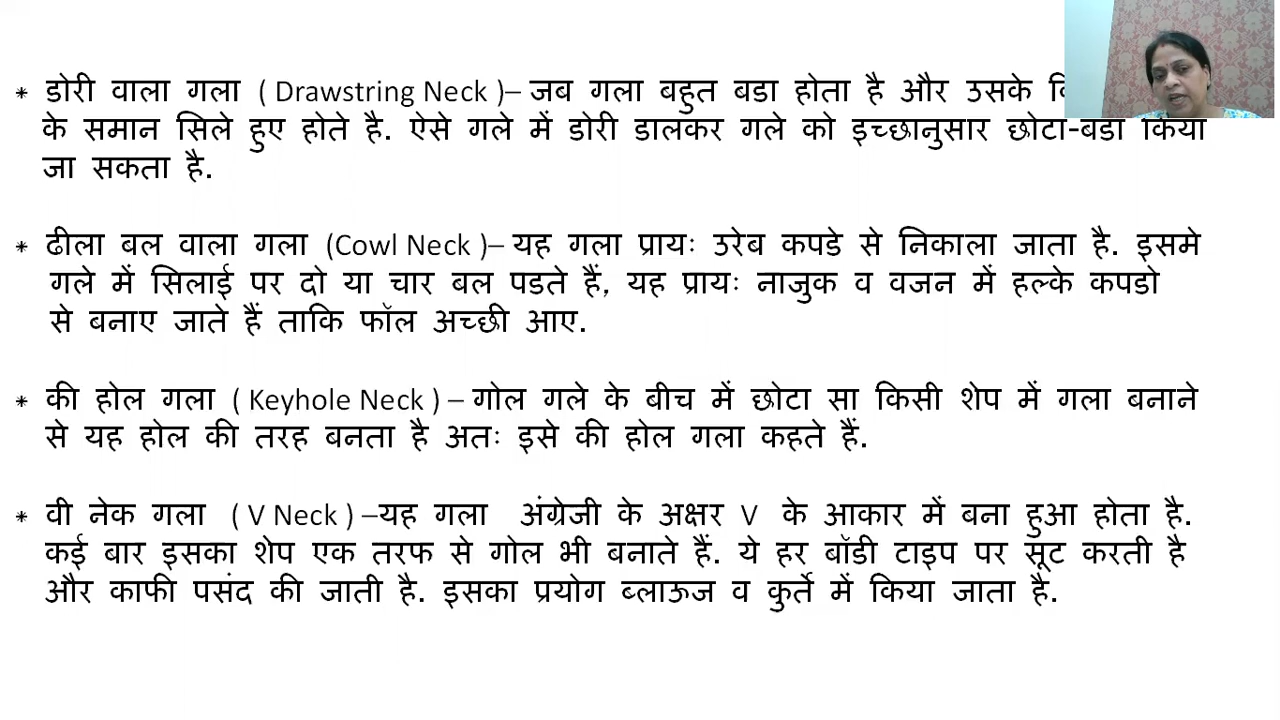 * डोरी वाला गला ( Drawstring Neck )– जब गला बहुत बडा होता है और उसके
के समान सिले हुए होते है. ऐसे गले में डोरी डालकर गले को इच्छानुसार छोटा-बडा किया
जा सकता है.
* ढीला बल वाला गला (Cowl Neck )– यह गला प्रायः उरेब कपडे से निकाला जाता है. इसमे
गले में सिलाई पर दो या चार बल पडते हैं, यह प्रायः नाजुक व वजन में हल्के कपडो
से बनाए जाते हैं ताकि फॉल अच्छी आए.
* की होल गला ( Keyhole Neck ) – गोल गले के बीच में छोटा सा किसी शेप में गला बनाने
से यह होल की तरह बनता है अतः इसे की होल गला कहते हैं.
* वी नेक गला ( V Neck ) –यह गला अंग्रेजी के अक्षर V के आकार में बना हुआ होता है.
कई बार इसका शेप एक तरफ से गोल भी बनाते हैं. ये हर बॉडी टाइप पर सूट करती है
और काफी पसंद की जाती है. इसका प्रयोग ब्लाऊज व कुर्ते में किया जाता है.